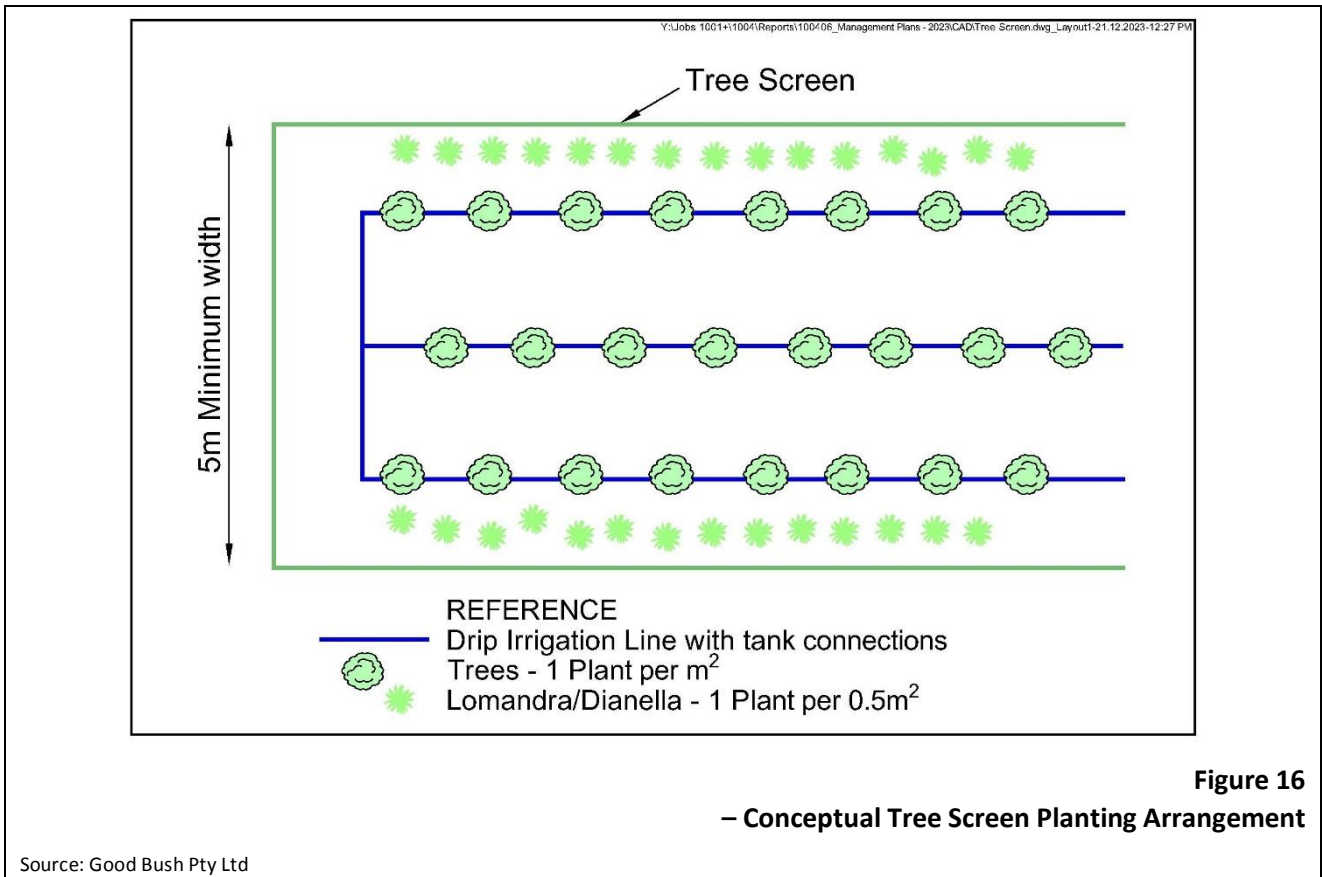 Y:\Jobs 1001+\1004\Reports\100406_Management Plans - 2023\CAD\Tree Screen.dwg_Layout1-21.12.2023-12:27 PM
Tree Screen
5m Minimum width
REFERENCE
Drip Irrigation Line with tank connections
Trees - 1 Plant per m²
Lomandra/Dianella - 1 Plant per 0.5m²
Figure 16
– Conceptual Tree Screen Planting Arrangement
Source: Good Bush Pty Ltd